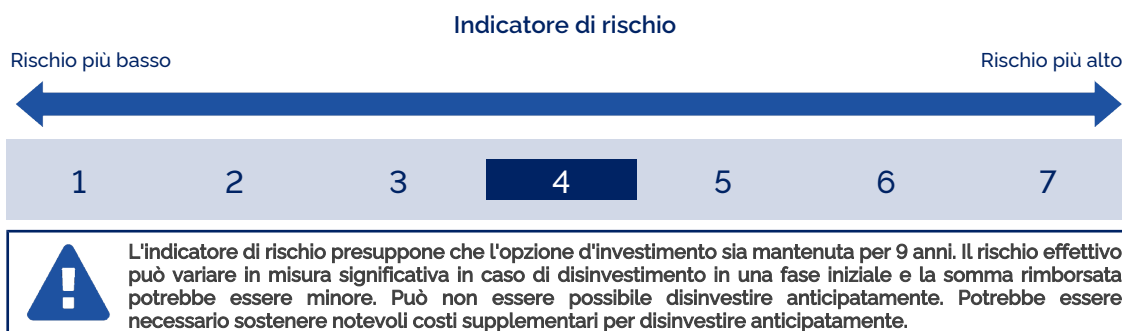 Indicatore di rischio
Rischio più basso
Rischio più alto
1 2 3 4 5 6 7
L'indicatore di rischio presuppone che l'opzione d'investimento sia mantenuta per 9 anni. Il rischio effettivo
può variare in misura significativa in caso di disinvestimento in una fase iniziale e la somma rimborsata
potrebbe essere minore. Può non essere possibile disinvestire anticipatamente. Potrebbe essere
necessario sostenere notevoli costi supplementari per disinvestire anticipatamente.